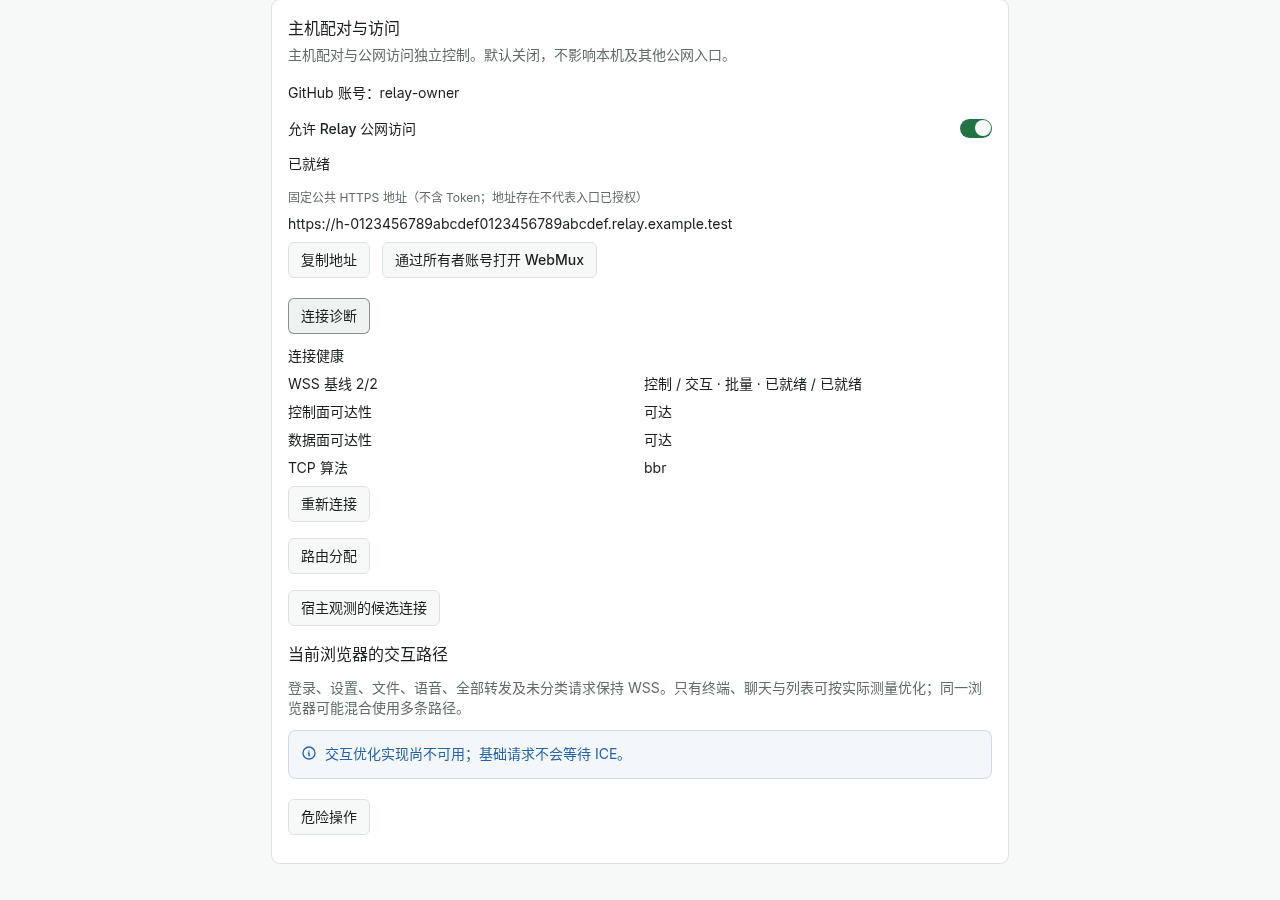 主机配对与访问
主机配对与公网访问独立控制。默认关闭，不影响本机及其他公网入口。
GitHub 账号：relay-owner
允许 Relay 公网访问
已就绪
固定公共 HTTPS 地址（不含 Token；地址存在不代表入口已授权）
https://h-0123456789abcdef0123456789abcdef.relay.example.test
复制地址 通过所有者账号打开 WebMux
连接诊断
连接健康
WSS 基线 2/2 控制 / 交互 · 批量 · 已就绪 / 已就绪
控制面可达性 可达
数据面可达性 可达
TCP 算法 bbr
重新连接
路由分配
宿主观测的候选连接
当前浏览器的交互路径
登录、设置、文件、语音、全部转发及未分类请求保持 WSS。只有终端、聊天与列表可按实际测量优化；同一浏
览器可能混合使用多条路径。
交互优化实现尚不可用；基础请求不会等待 ICE。
危险操作